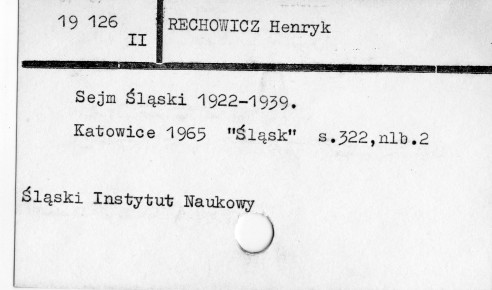 19 126
II
RECHOWICZ Henryk
Sejm Śląski 1922-1939.
Katowice 1965 "Śląsk" s.322,nlb.2
Śląski Instytut Naukowy